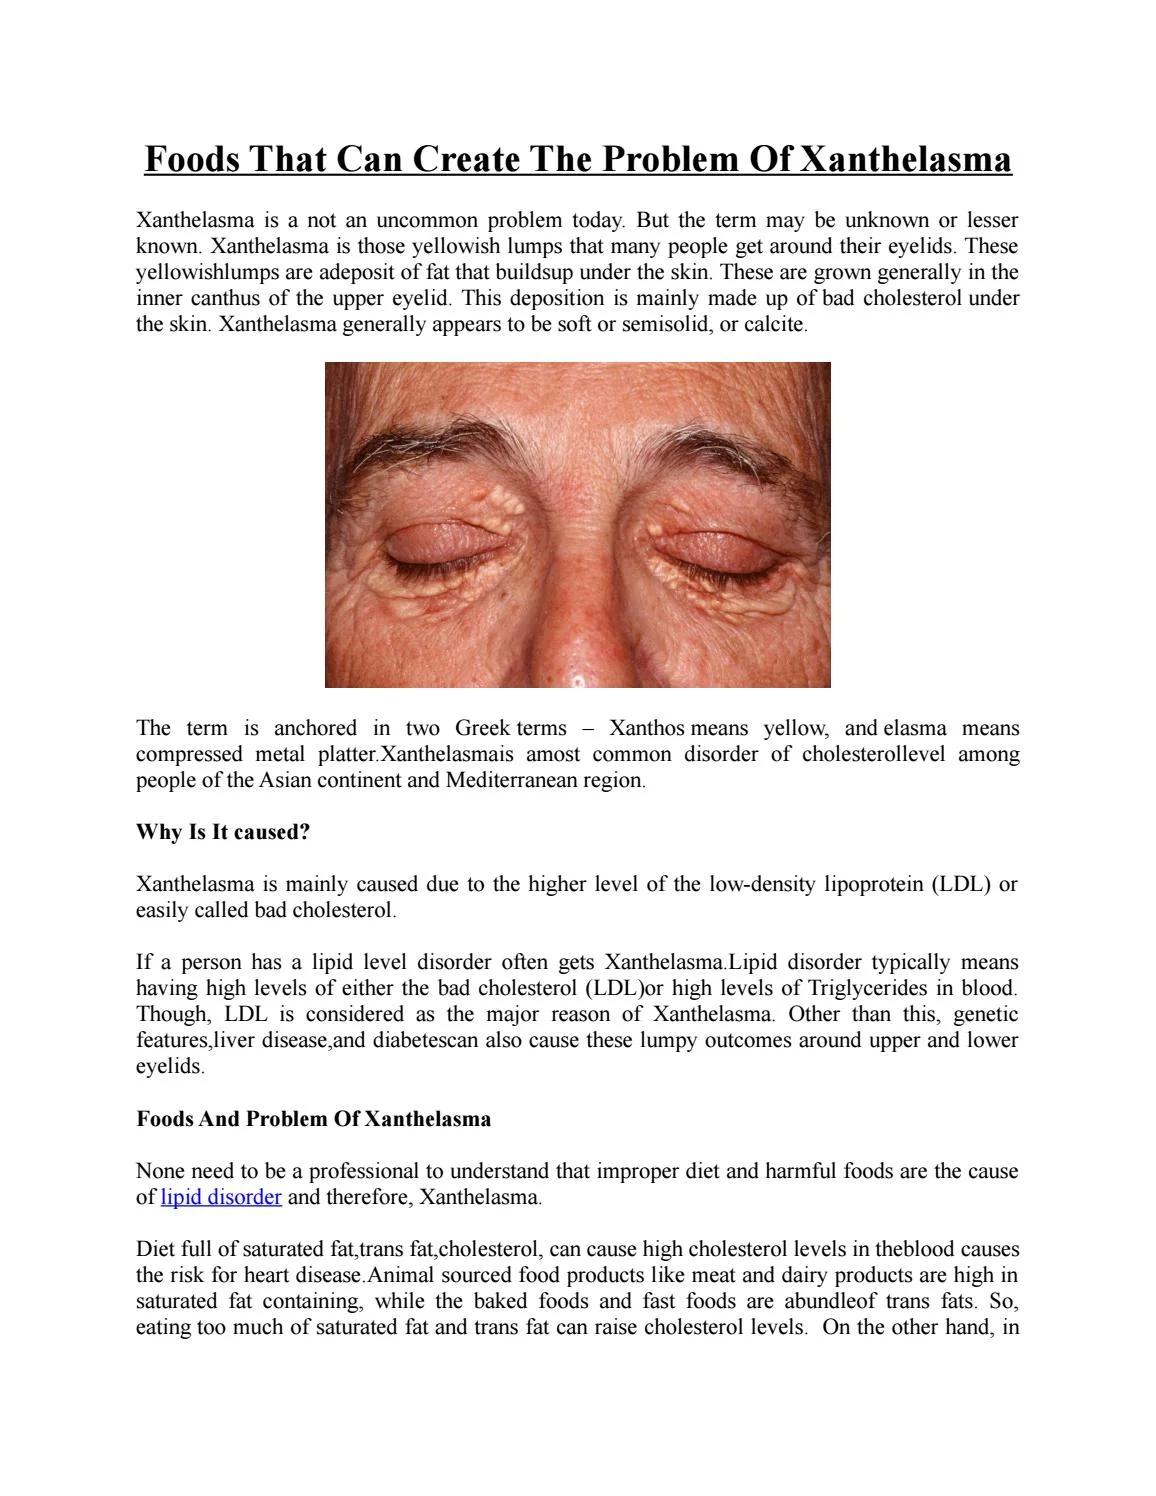 Foods That Can Create The Problem Of Xanthelasma
Xanthelasma is a not an uncommon problem today. But the term may be unknown or lesser
known. Xanthelasma is those yellowish lumps that many people get around their eyelids. These
yellowishlumps are adeposit of fat that buildsup under the skin. These are grown generally in the
inner canthus of the upper eyelid. This deposition is mainly made up of bad cholesterol under
the skin. Xanthelasma generally appears to be soft or semisolid, or calcite.
The term is anchored in two Greek terms – Xanthos means yellow, and elasma means
compressed metal platter.Xanthelasmais amost common disorder of cholesterollevel among
people of the Asian continent and Mediterranean region.
Why Is It caused?
Xanthelasma is mainly caused due to the higher level of the low-density lipoprotein (LDL) or
easily called bad cholesterol.
If a person has a lipid level disorder often gets Xanthelasma.Lipid disorder typically means
having high levels of either the bad cholesterol (LDL)or high levels of Triglycerides in blood.
Though, LDL is considered as the major reason of Xanthelasma. Other than this, genetic
features,liver disease,and diabetescan also cause these lumpy outcomes around upper and lower
eyelids.
Foods And Problem Of Xanthelasma
None need to be a professional to understand that improper diet and harmful foods are the cause
of lipid disorder and therefore, Xanthelasma.
Diet full of saturated fat,trans fat,cholesterol, can cause high cholesterol levels in theblood causes
the risk for heart disease.Animal sourced food products like meat and dairy products are high in
saturated fat containing, while the baked foods and fast foods are abundleof trans fats. So,
eating too much of saturated fat and trans fat can raise cholesterol levels.  On the other hand, in